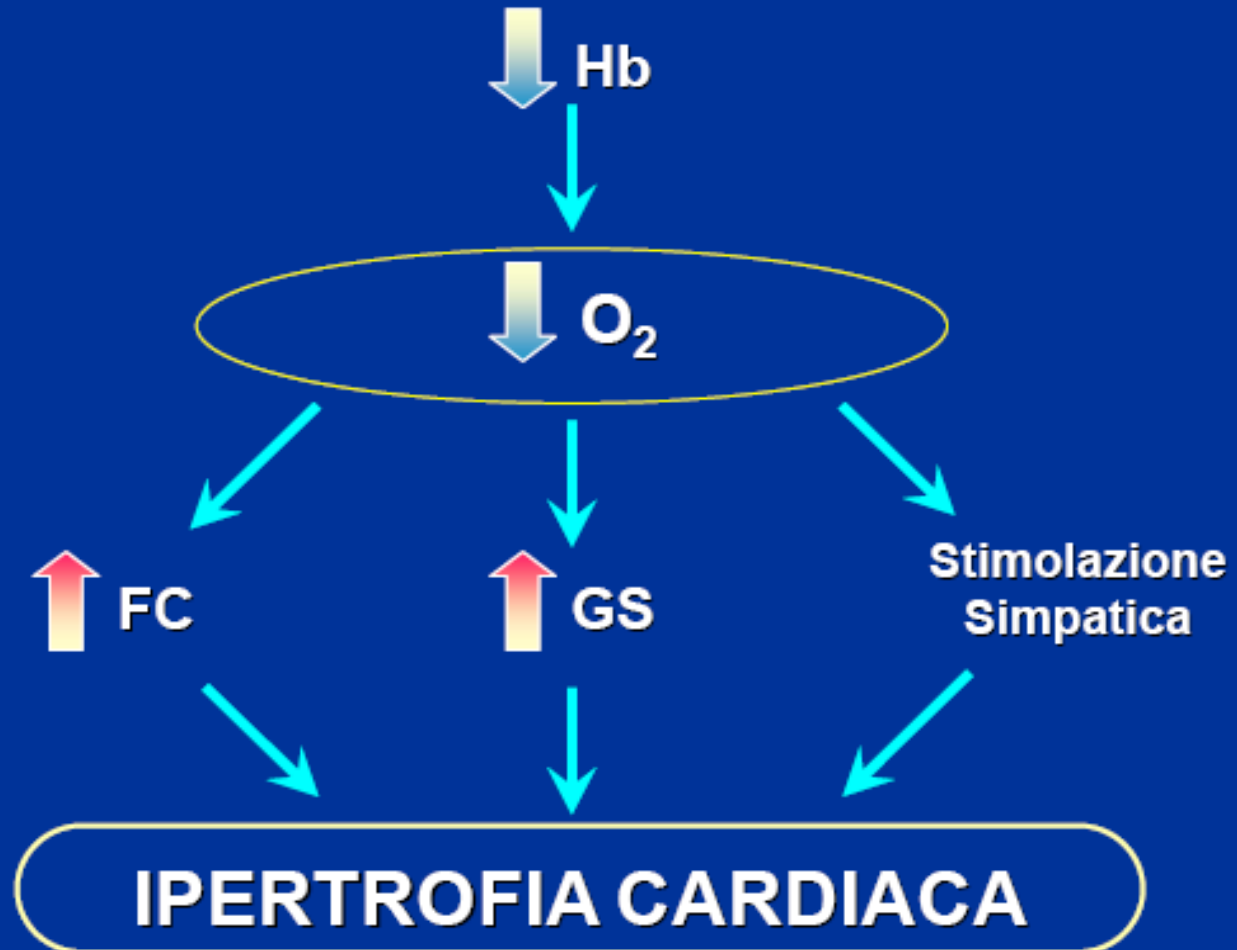 Hb
O₂
FC
GS
Stimolazione
Simpatica
IPERTROFIA CARDIACA